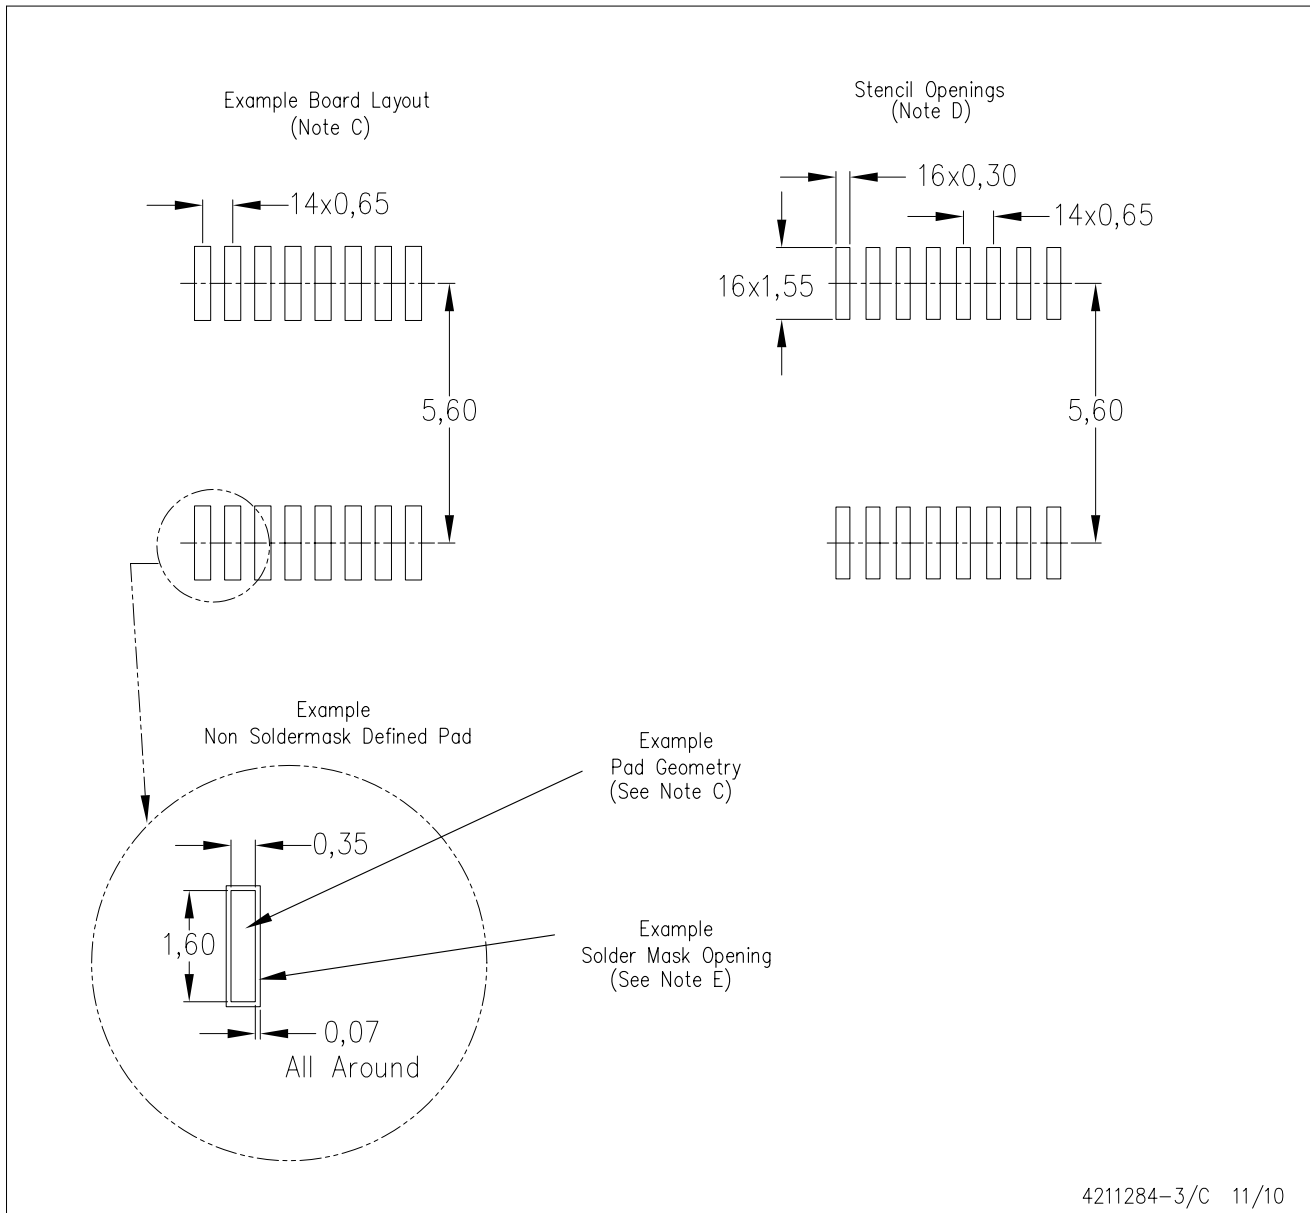 Example Board Layout
(Note C)
Stencil Openings
(Note D)
14x0,65
16x0,30
14x0,65
16x1,55
5,60
5,60
Example
Non Soldermask Defined Pad
Example
Pad Geometry
(See Note C)
0,35
1,60
Example
Solder Mask Opening
(See Note E)
0,07
All Around
4211284-3/C 11/10